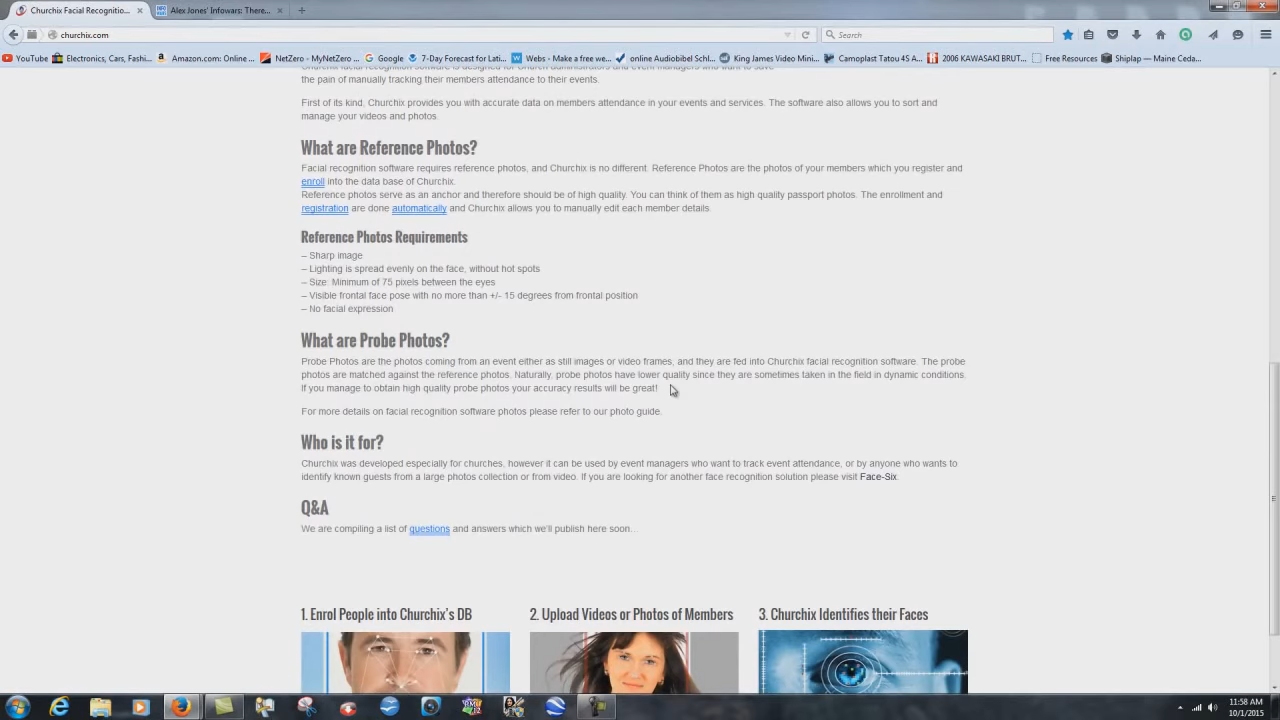 Churchix Facial Recognitio...
Alex Jones' Infowars: There...
churchix.com
Search
YouTube
Electronics, Cars, Fashi...
Amazon.com: Online ...
NetZero - MyNetZero ...
Google
7-Day Forecast for Lati...
Webs - Make a free we...
online Audiobibel Schl...
King James Video Mini...
Camoplast Tatou 4S A...
2006 KAWASAKI BRUT...
Free Resources
Shiplap — Maine Ceda...
Churchix facial recognition software is designed for Church administrators and event managers who want to save
the pain of manually tracking their members attendance to their events.
First of its kind, Churchix provides you with accurate data on members attendance in your events and services. The software also allows you to sort and
manage your videos and photos.
What are Reference Photos?
Facial recognition software requires reference photos, and Churchix is no different. Reference Photos are the photos of your members which you register and
enroll into the data base of Churchix.
Reference photos serve as an anchor and therefore should be of high quality. You can think of them as high quality passport photos. The enrollment and
registration are done automatically and Churchix allows you to manually edit each member details.
Reference Photos Requirements
– Sharp image
– Lighting is spread evenly on the face, without hot spots
– Size: Minimum of 75 pixels between the eyes
– Visible frontal face pose with no more than +/- 15 degrees from frontal position
– No facial expression
What are Probe Photos?
Probe Photos are the photos coming from an event either as still images or video frames, and they are fed into Churchix facial recognition software. The probe
photos are matched against the reference photos. Naturally, probe photos have lower quality since they are sometimes taken in the field in dynamic conditions.
If you manage to obtain high quality probe photos your accuracy results will be great!
For more details on facial recognition software photos please refer to our photo guide.
Who is it for?
Churchix was developed especially for churches, however it can be used by event managers who want to track event attendance, or by anyone who wants to
identify known guests from a large photos collection or from video. If you are looking for another face recognition solution please visit Face-Six.
Q&A
We are compiling a list of questions and answers which we'll publish here soon...
1. Enrol People into Churchix's DB
2. Upload Videos or Photos of Members
3. Churchix Identifies their Faces
11:58 AM
10/1/2015